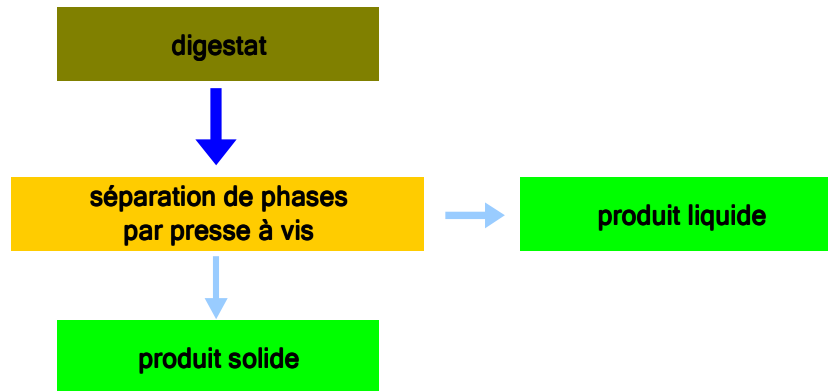 digestat
séparation de phases
par presse à vis
produit liquide
produit solide